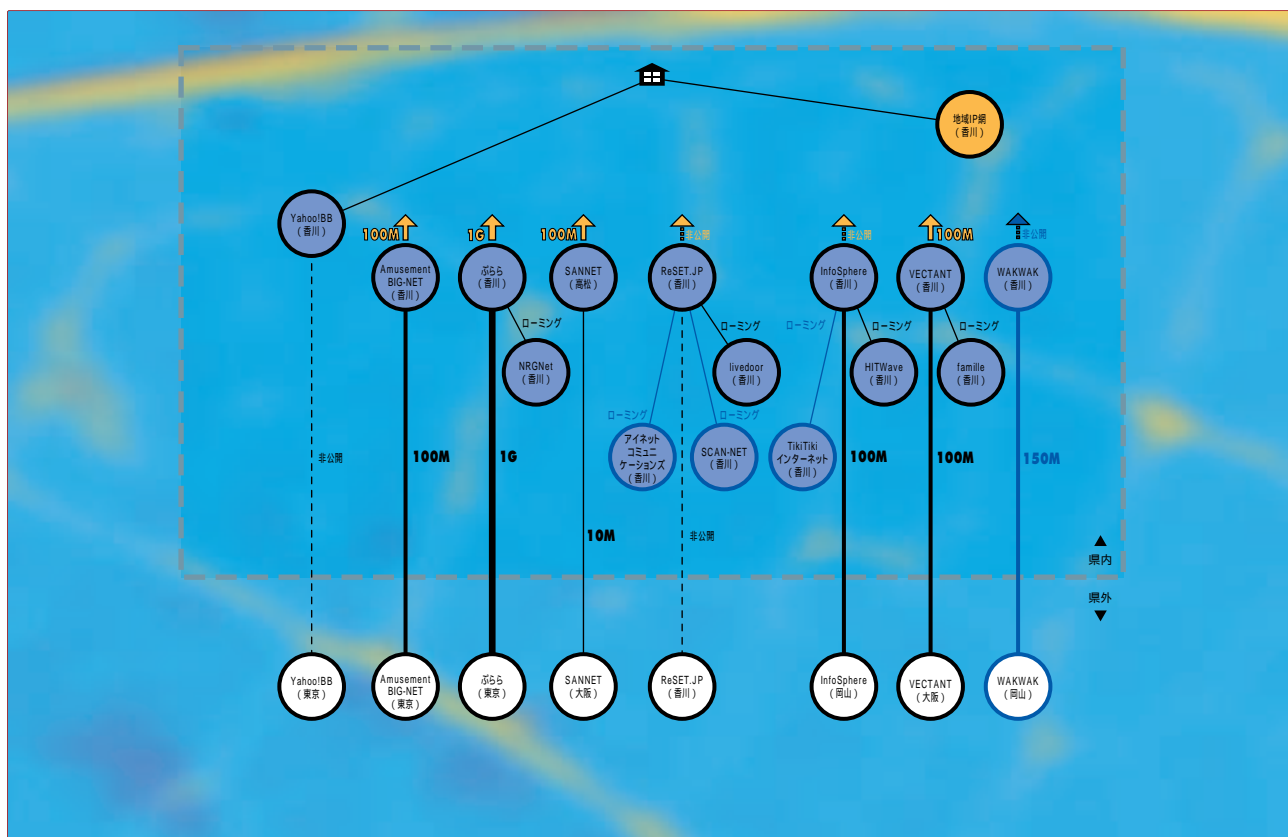 地域IP網
(香川)
Yahoo!BB
(香川)
100M
1G
100M
非公開
非公開
100M
非公開
Amusement
BIG-NET
(香川)
ぷらら
(香川)
SANNET
(高松)
ReSET.JP
(香川)
InfoSphere
(香川)
VECTANT
(香川)
WAKWAK
(香川)
ローミング
ローミング
ローミング
ローミング
ローミング
NRGNet
(香川)
livedoor
(香川)
HITWave
(香川)
famille
(香川)
ローミング
ローミング
アイネット
コミュニ
ケーションズ
(香川)
SCAN-NET
(香川)
TikiTiki
インターネット
(香川)
非公開
100M
1G
100M
100M
150M
10M
非公開
県内
県外
Yahoo!BB
(東京)
Amusement
BIG-NET
(東京)
ぷらら
(東京)
SANNET
(大阪)
ReSET.JP
(香川)
InfoSphere
(岡山)
VECTANT
(大阪)
WAKWAK
(岡山)